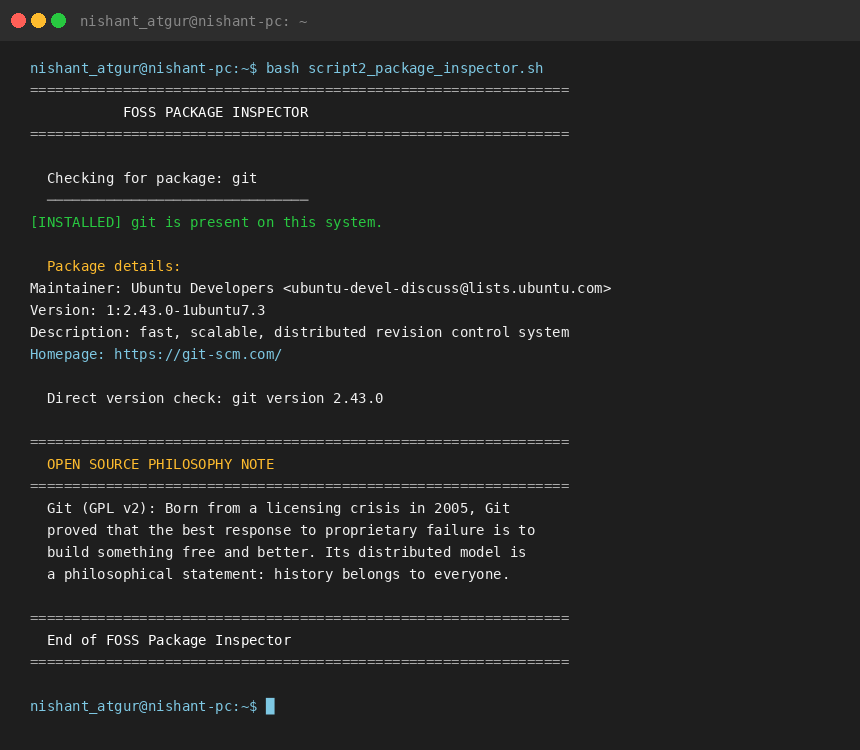 nishant_atgur@nishant-pc: ~
nishant_atgur@nishant-pc:~$ bash script2_package_inspector.sh
================================================================
FOSS PACKAGE INSPECTOR
================================================================
Checking for package: git
───────────────────────────────
[INSTALLED] git is present on this system.
Package details:
Maintainer: Ubuntu Developers <ubuntu-devel-discuss@lists.ubuntu.com>
Version: 1:2.43.0-1ubuntu7.3
Description: fast, scalable, distributed revision control system
Homepage: https://git-scm.com/
Direct version check: git version 2.43.0
================================================================
OPEN SOURCE PHILOSOPHY NOTE
================================================================
Git (GPL v2): Born from a licensing crisis in 2005, Git
proved that the best response to proprietary failure is to
build something free and better. Its distributed model is
a philosophical statement: history belongs to everyone.
================================================================
End of FOSS Package Inspector
================================================================
nishant_atgur@nishant-pc:~$